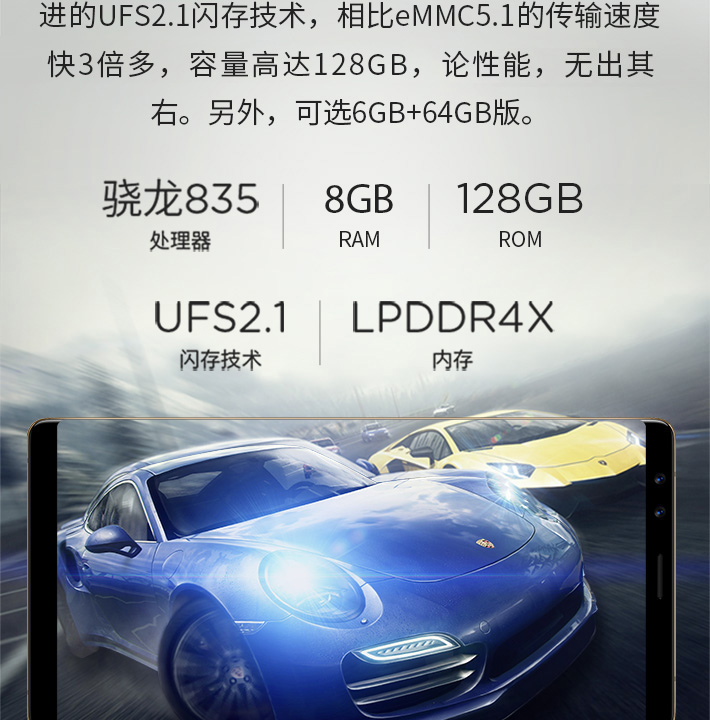 进的UFS2.1闪存技术，相比eMMC5.1的传输速度
快3倍多，容量高达128GB，论性能，无出其
右。另外，可选6GB+64GB版。
骁龙835
处理器
8GB
RAM
128GB
ROM
UFS2.1
闪存技术
LPDDR4X
内存